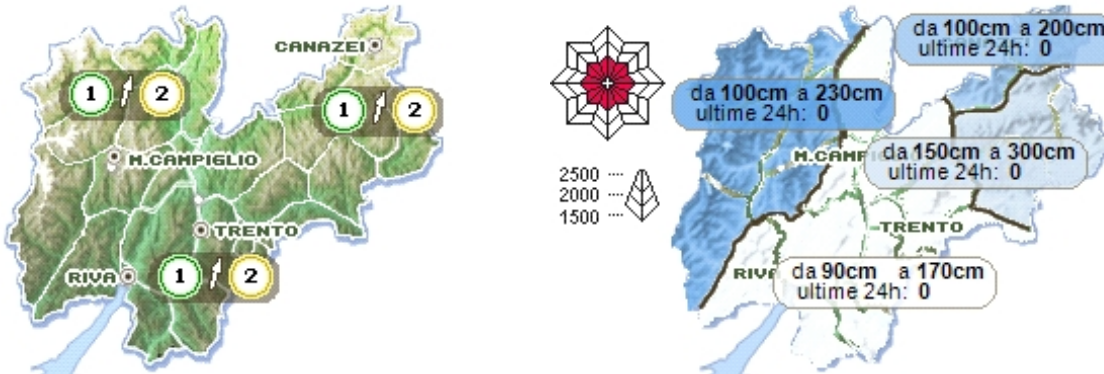 CANAZEI
1 2
1 2
M.CAMPIGLIO
TRENTO
RIVA
1 2
da 100cm a 200cm
ultime 24h: 0
da 100cm a 230cm
ultime 24h: 0
M.CAMPIG
da 150cm a 300cm
ultime 24h: 0
2500
2000
1500
TRENTO
RIVA
da 90cm a 170cm
ultime 24h: 0